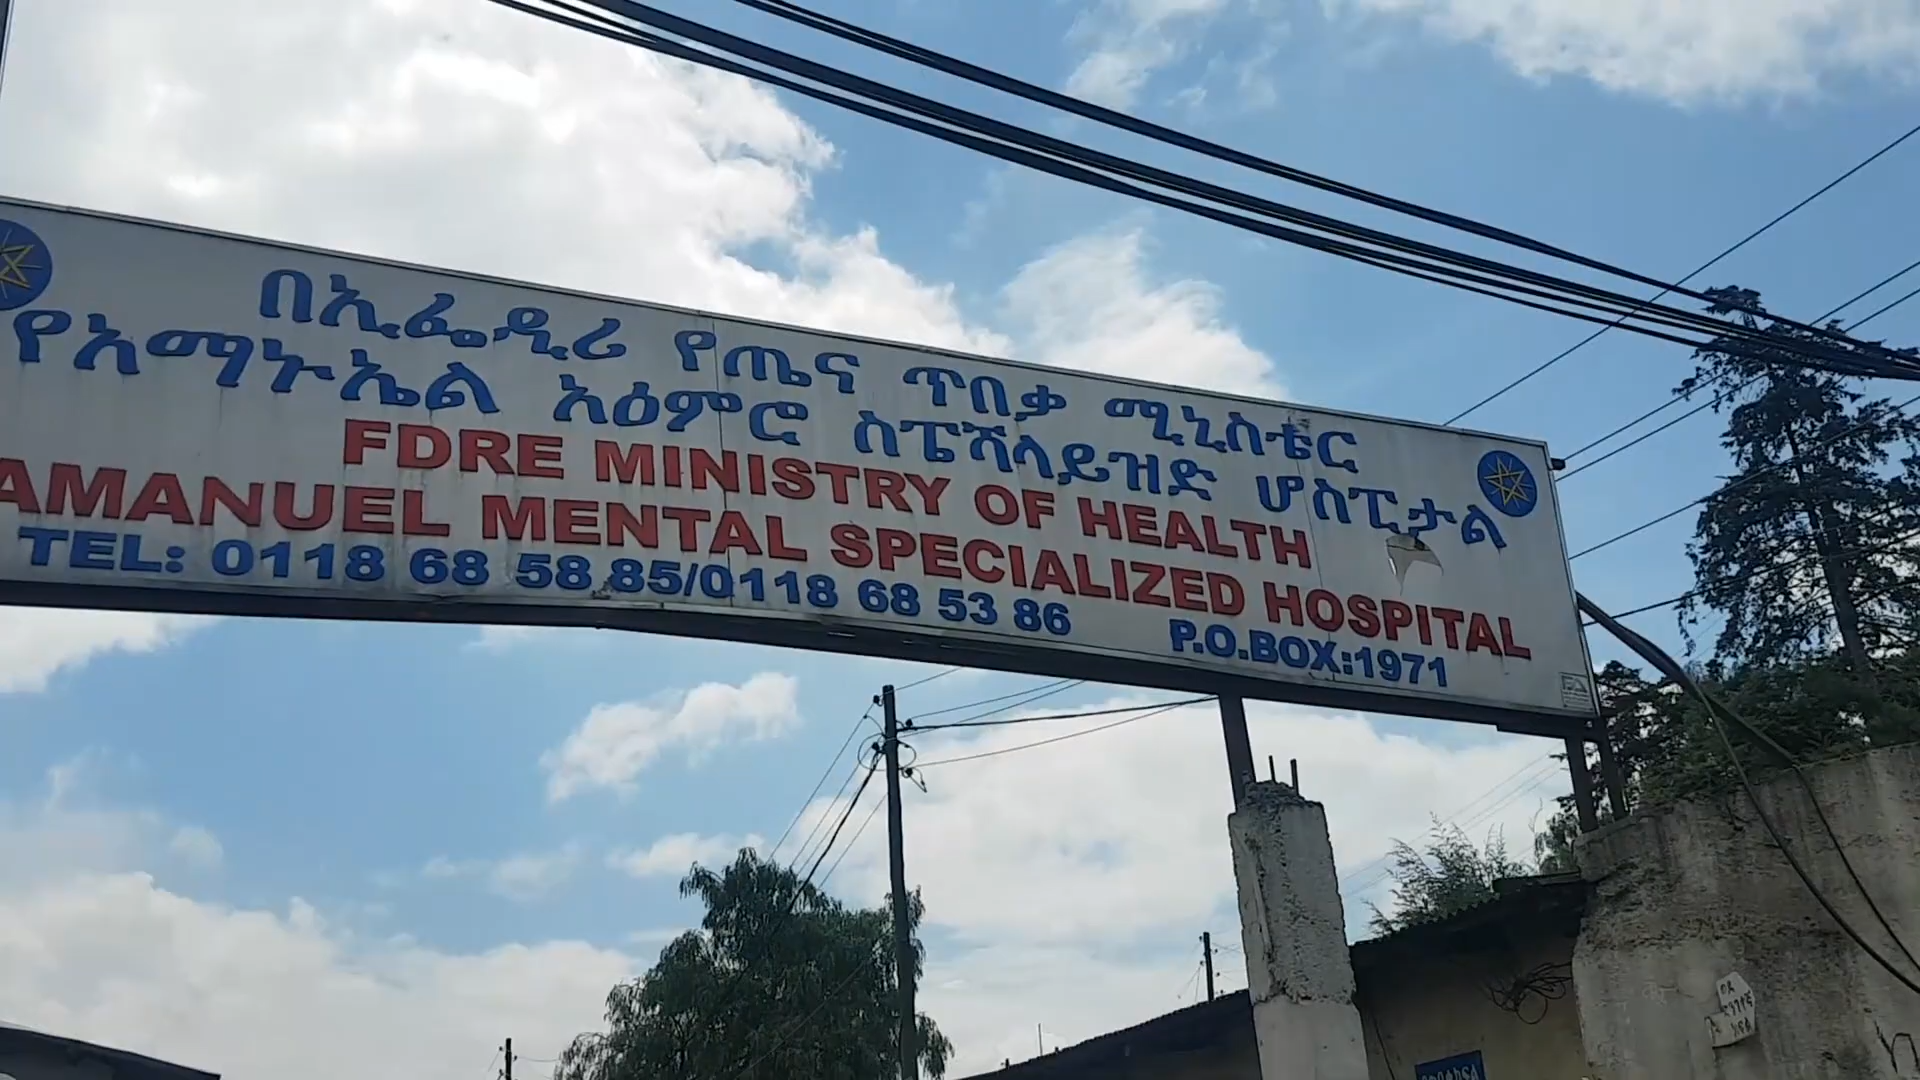 በኢፌዲሪ የጤና ጥበቃ ሚኒስቴር
የአማኑኤል አዕምሮ ስፔሻላይዝድ ሆስፒታል
FDRE MINISTRY OF HEALTH
AMANUEL MENTAL SPECIALIZED HOSPITAL
TEL: 0118 68 58 85/0118 68 53 86 P.O.BOX:1971